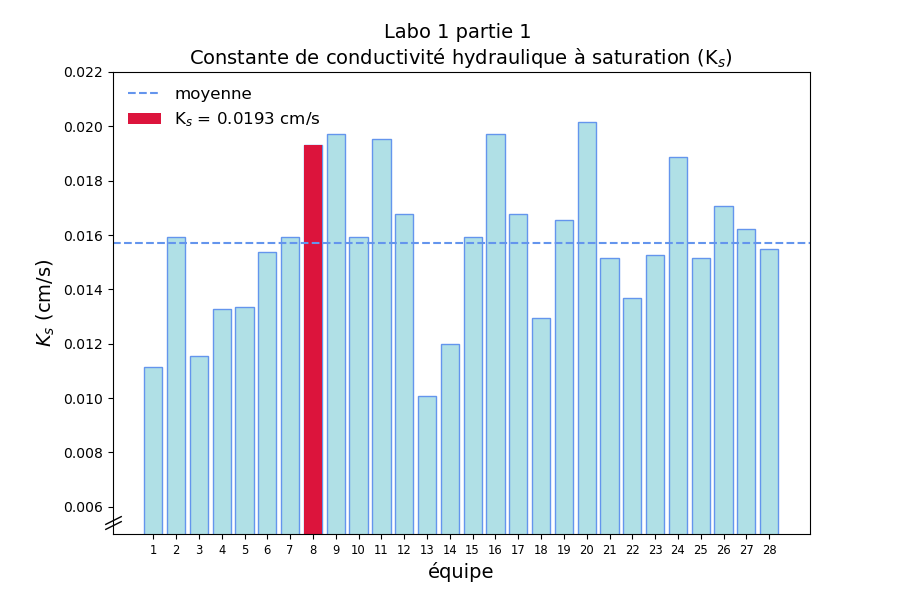 Labo 1 partie 1
Constante de conductivité hydraulique à saturation (Kₛ)
moyenne
Kₛ = 0.0193 cm/s
0.022
0.020
0.018
0.016
0.014
0.012
0.010
0.008
0.006
Kₛ (cm/s)
1 2 3 4 5 6 7 8 9 10 11 12 13 14 15 16 17 18 19 20 21 22 23 24 25 26 27 28
équipe